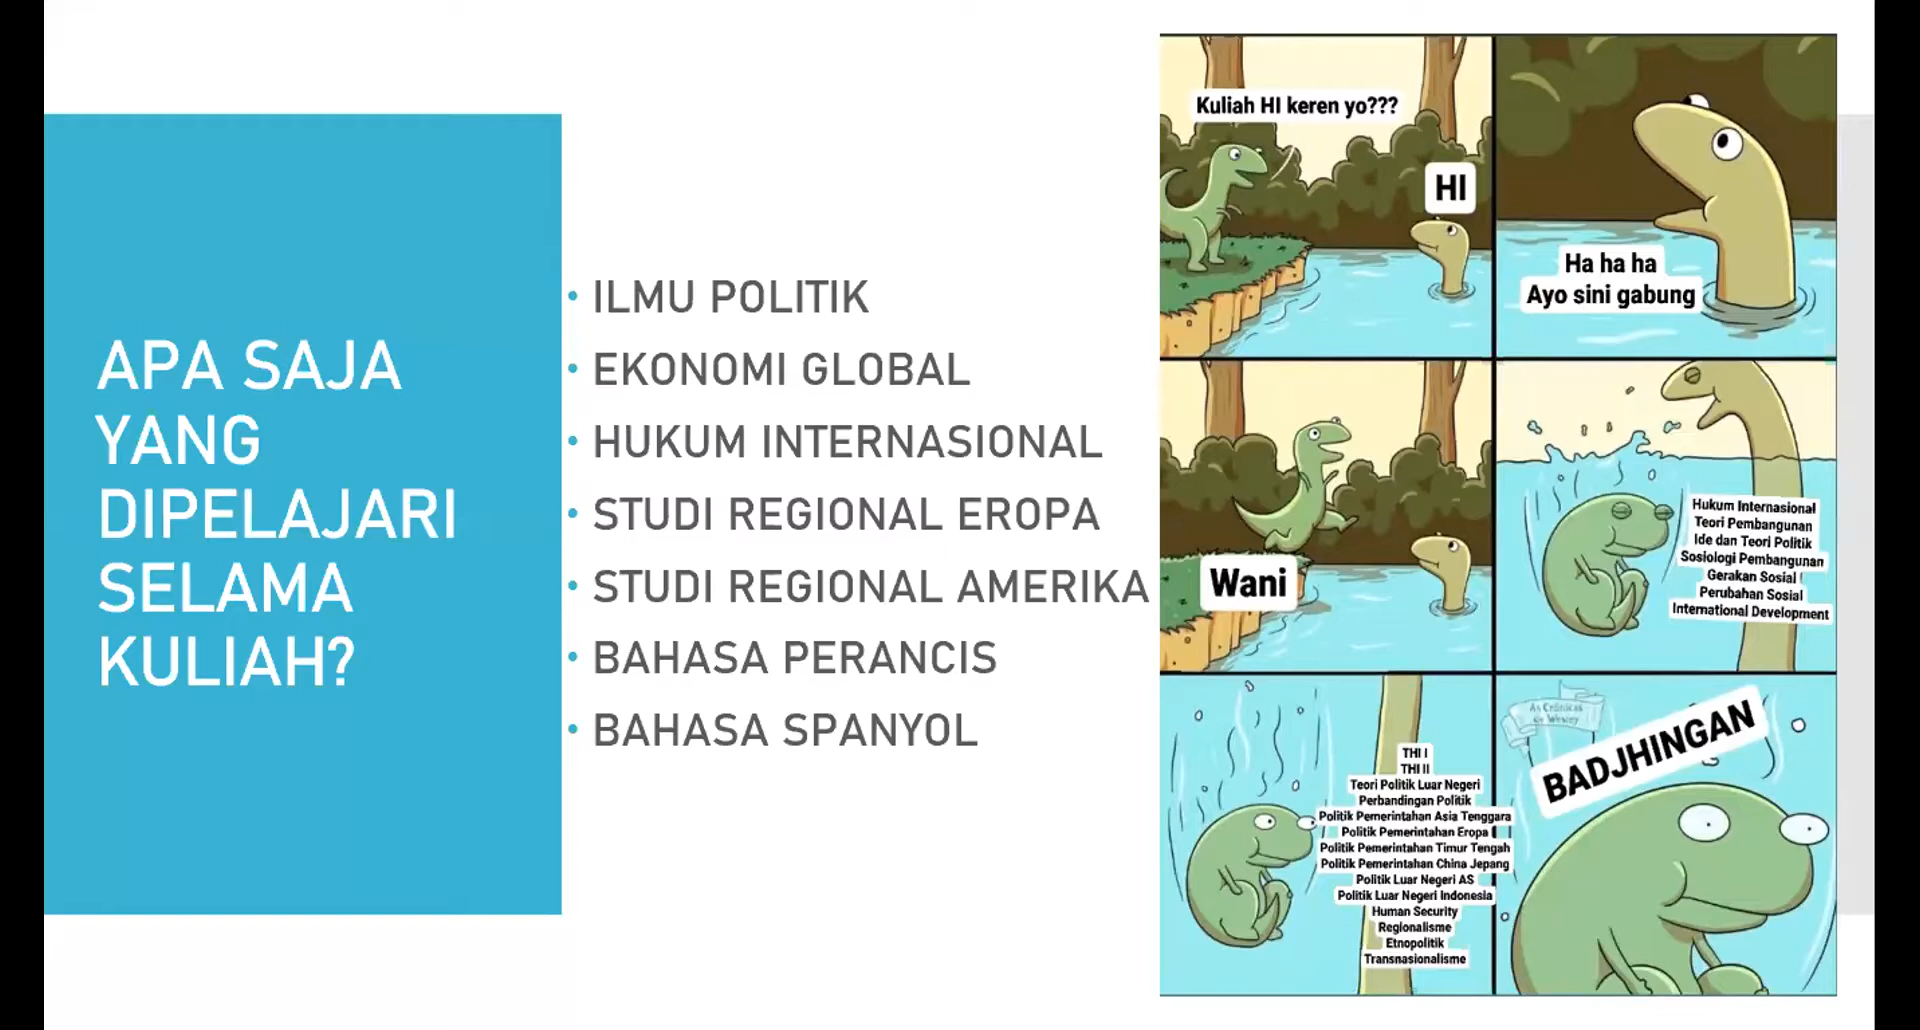 APA SAJA
YANG
DIPELAJARI
SELAMA
KULIAH?
• ILMU POLITIK
• EKONOMI GLOBAL
• HUKUM INTERNASIONAL
• STUDI REGIONAL EROPA
• STUDI REGIONAL AMERIKA
• BAHASA PERANCIS
• BAHASA SPANYOL
Kuliah HI keren yo???
HI
Ha ha ha
Ayo sini gabung
Wani
Hukum Internasional
Teori Pembangunan
Ide dan Teori Politik
Sosiologi Pembangunan
Gerakan Sosial
Perubahan Sosial
International Development
THI I
THI II
Teori Politik Luar Negeri
Perbandingan Politik
Politik Pemerintahan Asia Tenggara
Politik Pemerintahan Eropa
Politik Pemerintahan Timur Tengah
Politik Pemerintahan China Jepang
Politik Luar Negeri AS
Politik Luar Negeri Indonesia
Human Security
Regionalisme
Etnopolitik
Transnasionalisme
As Crônicas
de Wesley
BADJHINGAN